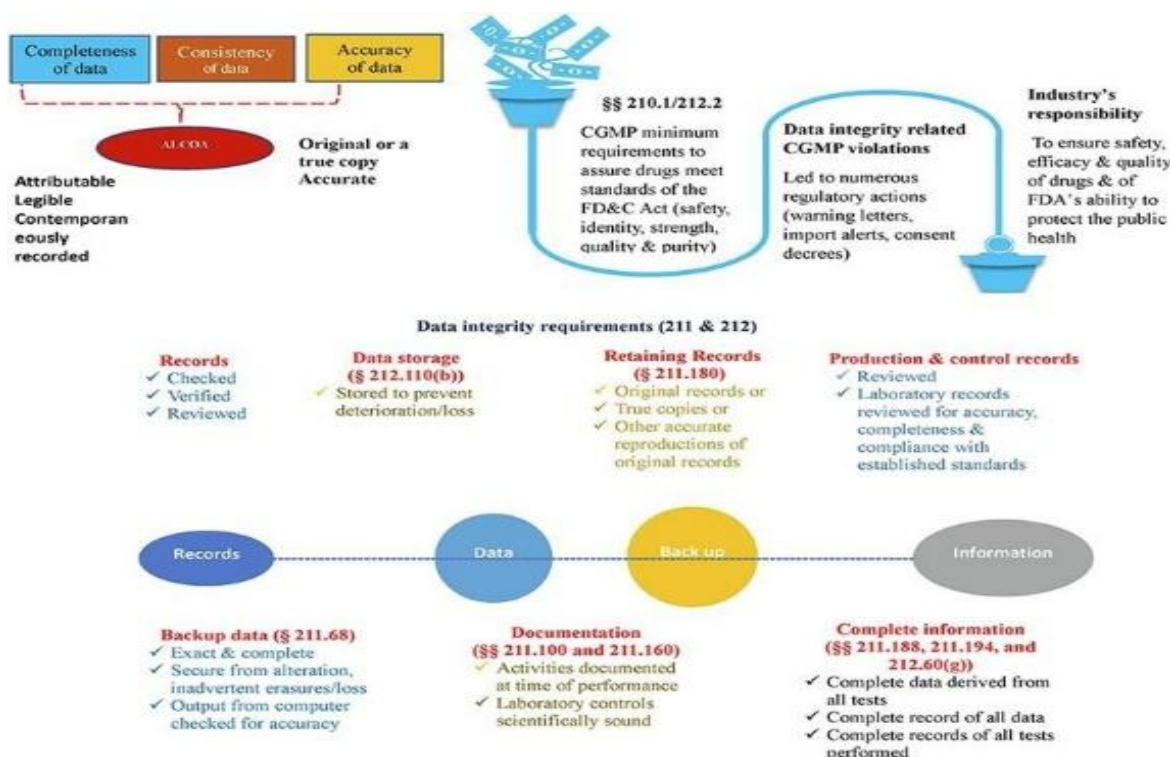 Completeness
of data
Consistency
of data
Accuracy
of data
ALCOA
Original or a
true copy
Accurate
Attributable
Legible
Contemporan
eously
recorded
§§ 210.1/212.2
CGMP minimum
requirements to
assure drugs meet
standards of the
FD&C Act (safety,
identity, strength,
quality & purity)
Data integrity related
CGMP violations
Led to numerous
regulatory actions
(warning letters,
import alerts, consent
decrees)
Industry's
responsibility
To ensure safety,
efficacy & quality
of drugs & of
FDA's ability to
protect the public
health
Data integrity requirements (211 & 212)
Records
✓ Checked
✓ Verified
✓ Reviewed
Data storage
(§ 212.110(b))
✓ Stored to prevent
deterioration/loss
Retaining Records
(§ 211.180)
✓ Original records or
✓ True copies or
✓ Other accurate
reproductions of
original records
Production & control records
✓ Reviewed
✓ Laboratory records
reviewed for accuracy,
completeness &
compliance with
established standards
Records
Data
Back up
Information
Backup data (§ 211.68)
✓ Exact & complete
✓ Secure from alteration,
inadvertent erasures/loss
✓ Output from computer
checked for accuracy
Documentation
(§§ 211.100 and 211.160)
✓ Activities documented
at time of performance
✓ Laboratory controls
scientifically sound
Complete information
(§§ 211.188, 211.194, and
212.60(g))
✓ Complete data derived from
all tests
✓ Complete record of all data
✓ Complete records of all tests
performed